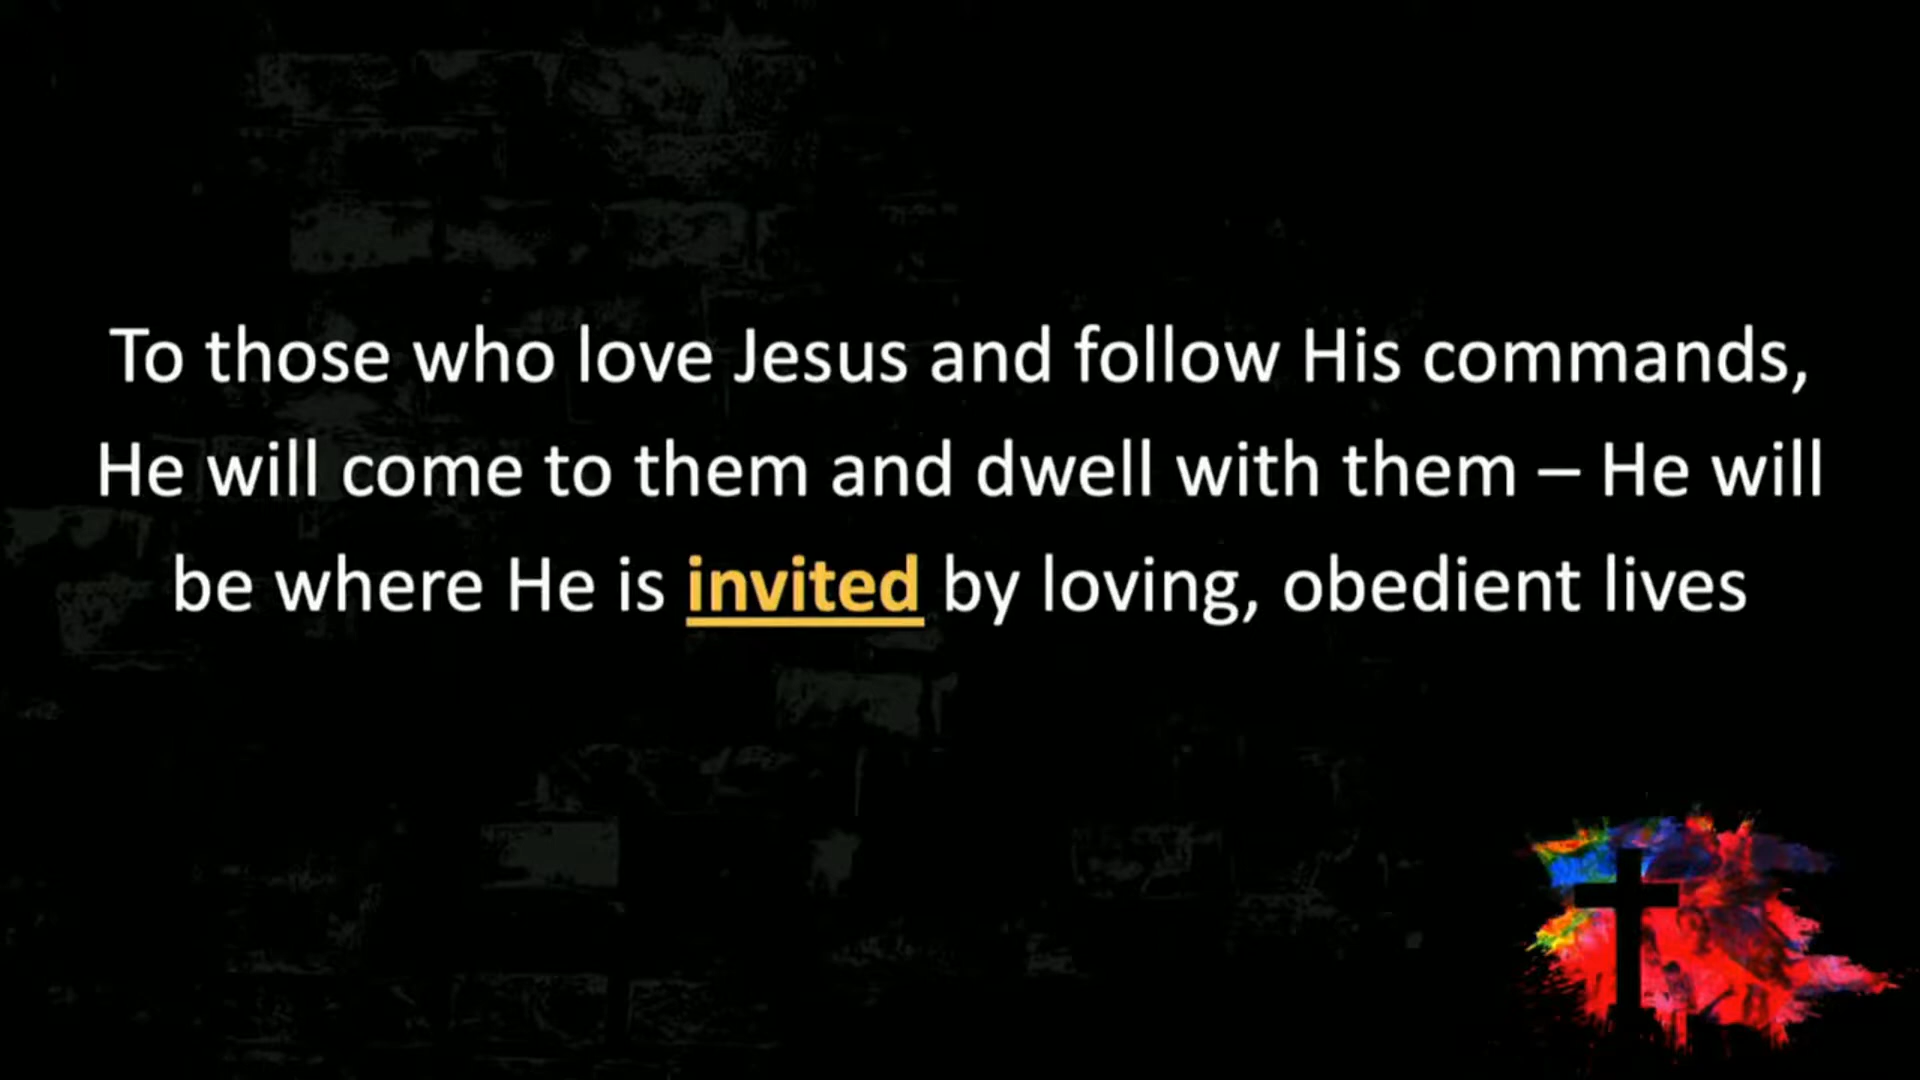 To those who love Jesus and follow His commands,
He will come to them and dwell with them – He will
be where He is invited by loving, obedient lives